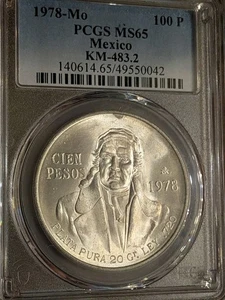 1978-Mo 100 P
PCGS MS65
Mexico
KM-483.2
140614.65/49550042
CIEN
PESOS
1978
PLATA PURA 20 Gr. LEY .720